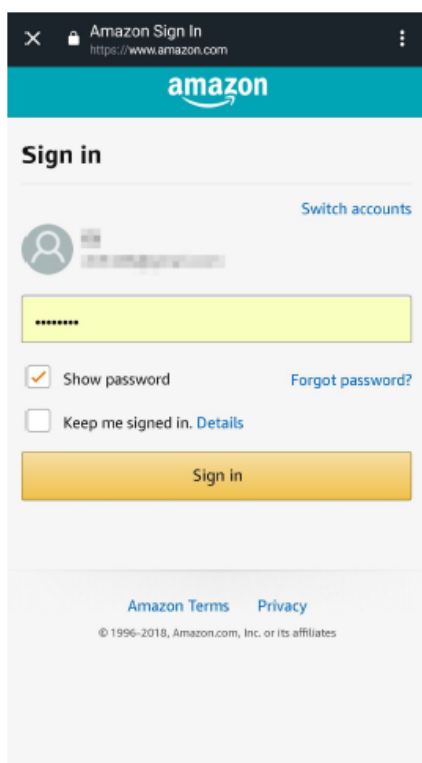 Amazon Sign In
https://www.amazon.com
amazon
Sign in
Switch accounts
••••••••
Show password Forgot password?
Keep me signed in. Details
Sign in
Amazon Terms Privacy
© 1996-2018, Amazon.com, Inc. or its affiliates